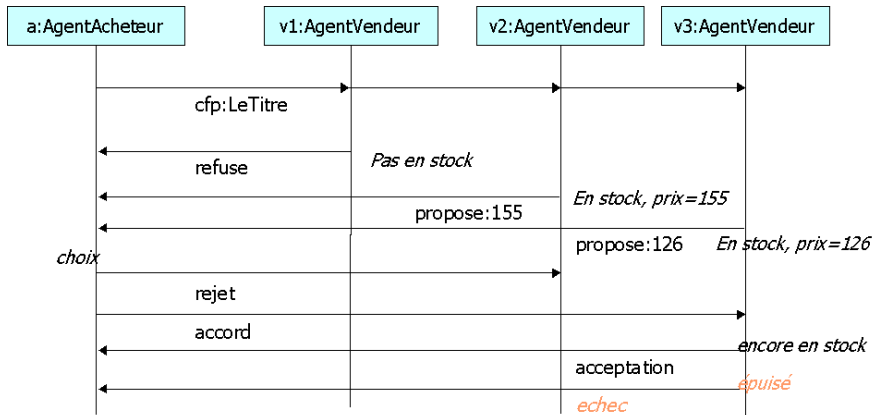 a:AgentAcheteur
v1:AgentVendeur
v2:AgentVendeur
v3:AgentVendeur
cfp:LeTitre
refuse
Pas en stock
En stock, prix=155
propose:155
propose:126
En stock, prix=126
choix
rejet
accord
encore en stock
acceptation
épuisé
echec